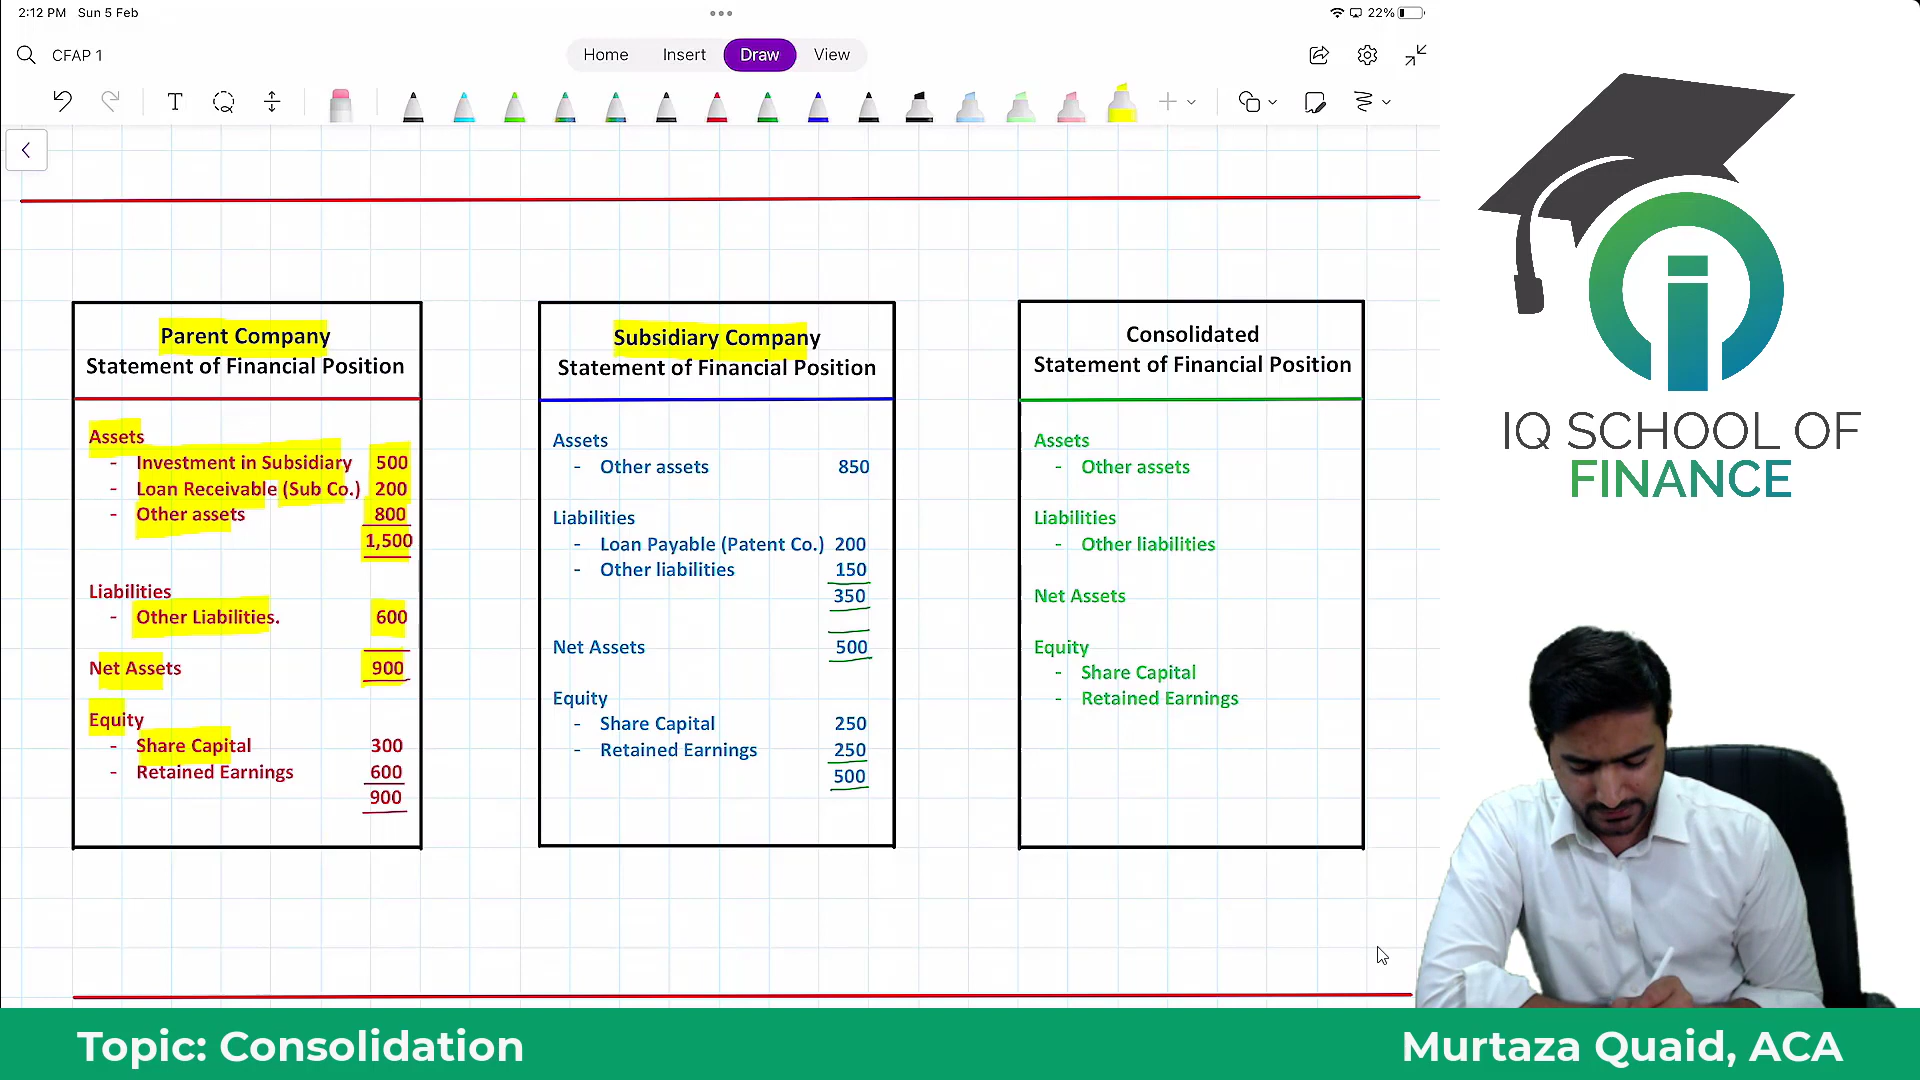 2:12 PM Sun 5 Feb
22%
CFAP 1
Home Insert Draw View
T
Parent Company
Statement of Financial Position
Assets
- Investment in Subsidiary 500
- Loan Receivable (Sub Co.) 200
- Other assets 800
1,500
Liabilities
- Other Liabilities. 600
Net Assets 900
Equity
- Share Capital 300
- Retained Earnings 600
900
Subsidiary Company
Statement of Financial Position
Assets
- Other assets 850
Liabilities
- Loan Payable (Patent Co.) 200
- Other liabilities 150
350
Net Assets 500
Equity
- Share Capital 250
- Retained Earnings 250
500
Consolidated
Statement of Financial Position
Assets
- Other assets
Liabilities
- Other liabilities
Net Assets
Equity
- Share Capital
- Retained Earnings
IQ SCHOOL OF
FINANCE
Topic: Consolidation
Murtaza Quaid, ACA